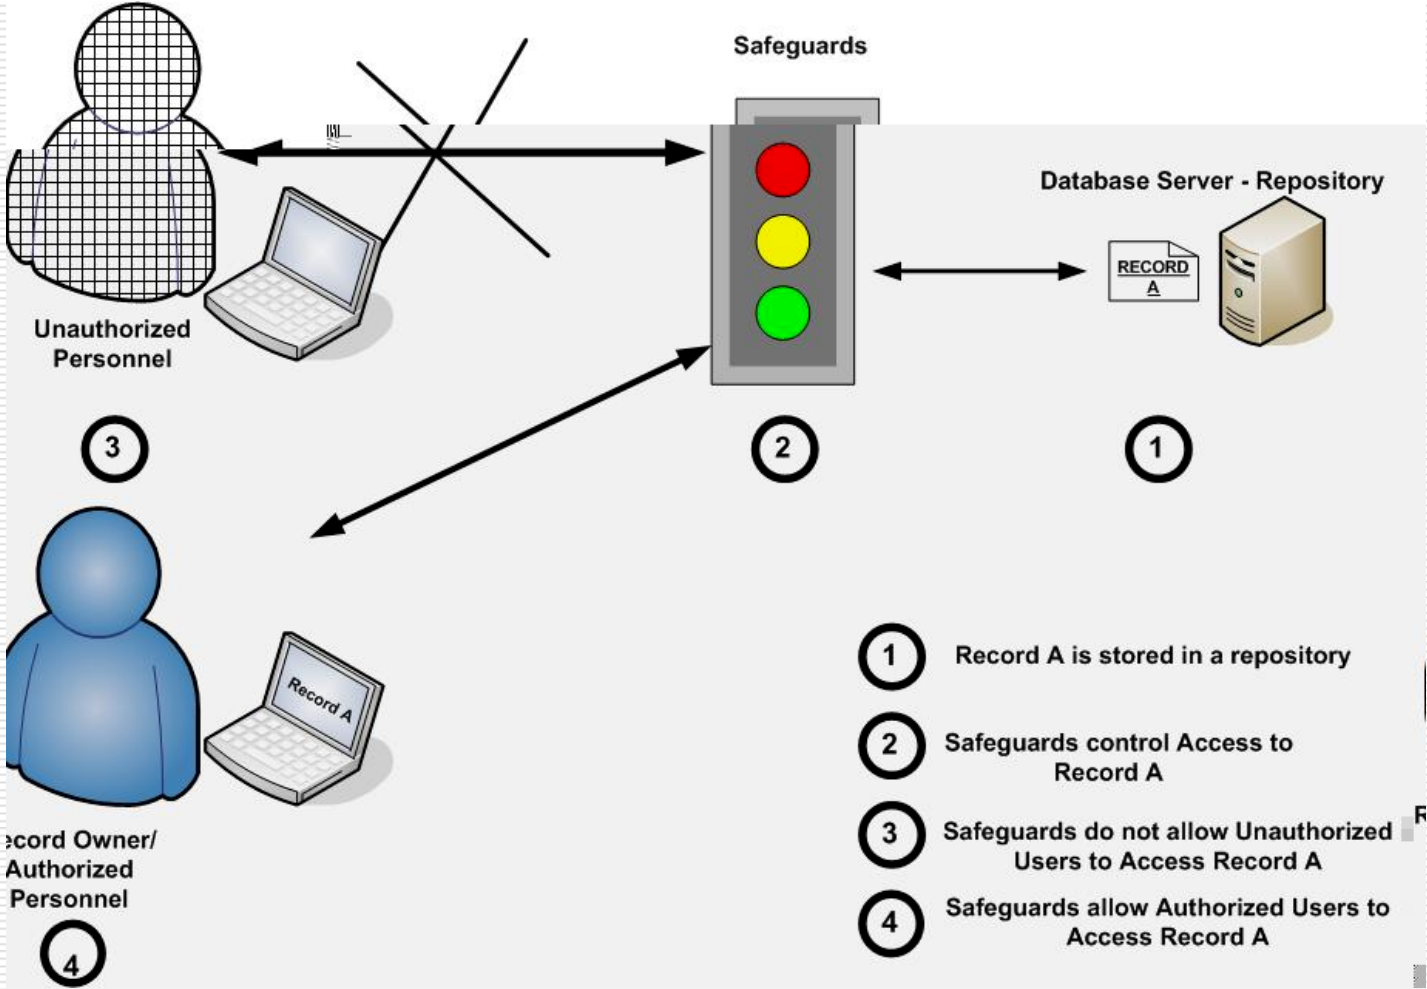 Safeguards
Database Server - Repository
RECORD
A
Unauthorized
Personnel
3
2
1
Record A
ecord Owner/
Authorized
Personnel
4
1
Record A is stored in a repository
2
Safeguards control Access to
Record A
3
Safeguards do not allow Unauthorized
Users to Access Record A
4
Safeguards allow Authorized Users to
Access Record A
R